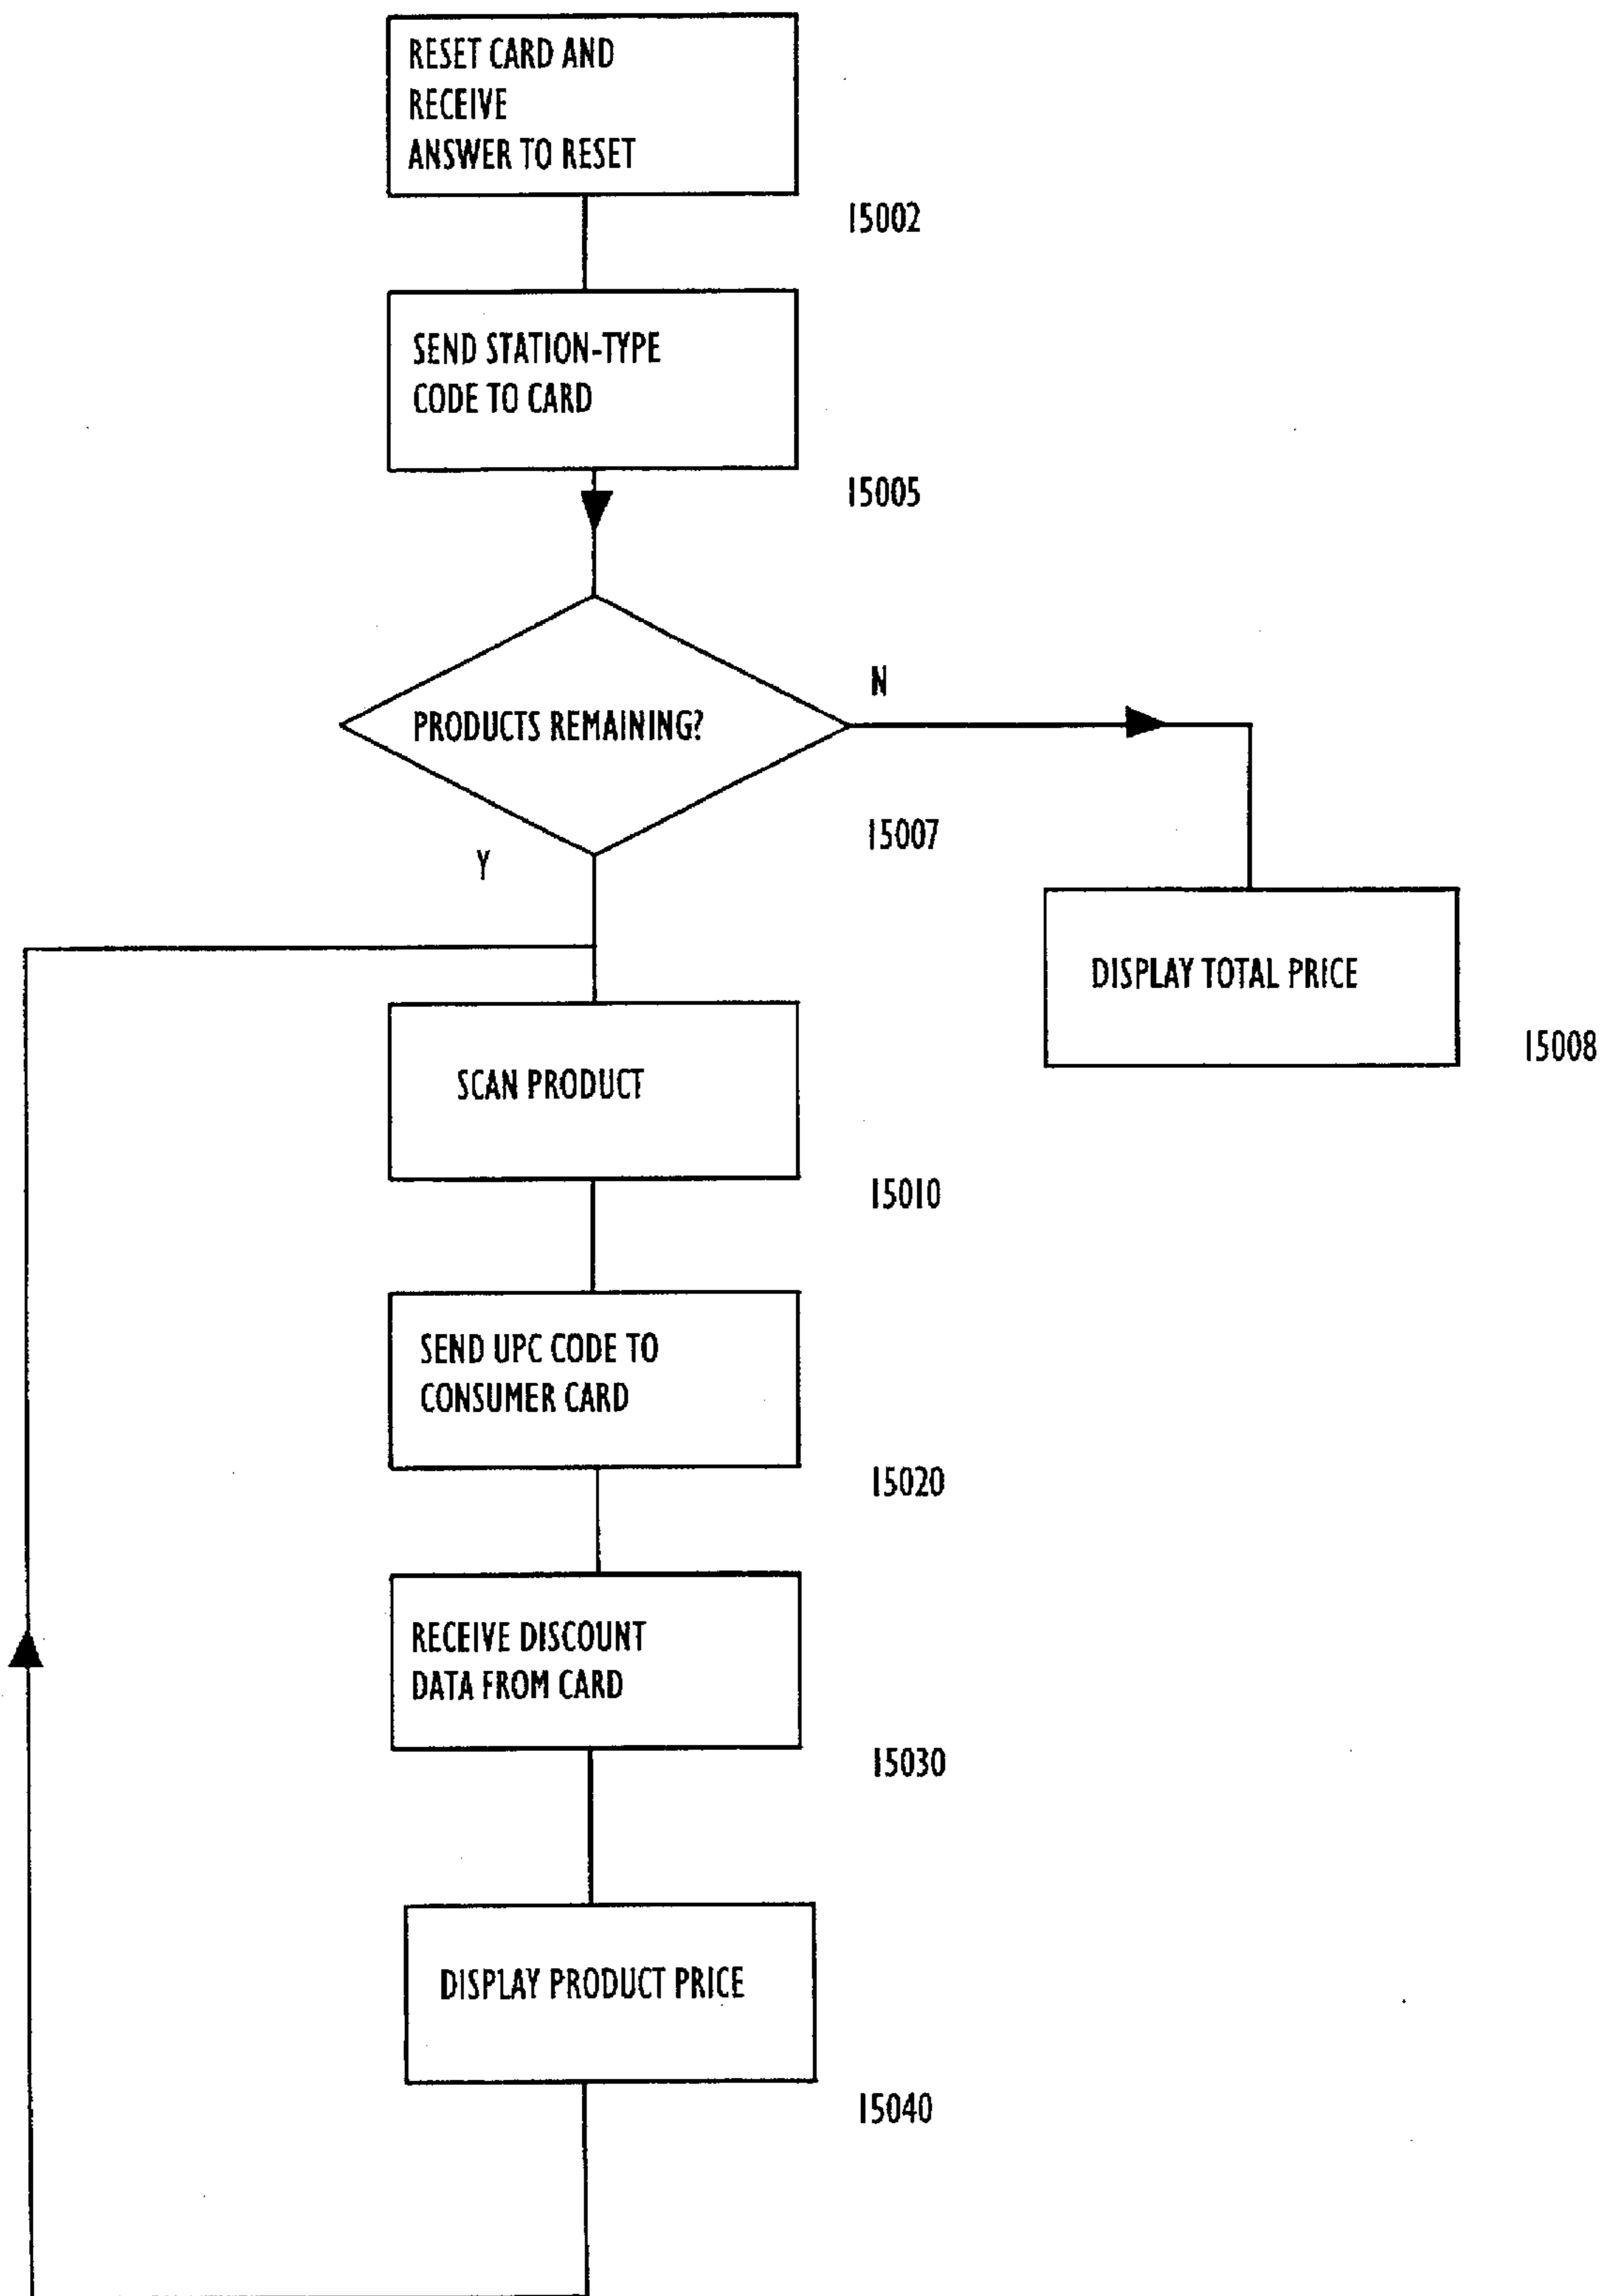 RESET CARD AND
RECEIVE
ANSWER TO RESET
15002
SEND STATION-TYPE
CODE TO CARD
15005
N
PRODUCTS REMAINING?
15007
Y
DISPLAY TOTAL PRICE
15008
SCAN PRODUCT
15010
SEND UPC CODE TO
CONSUMER CARD
15020
RECEIVE DISCOUNT
DATA FROM CARD
15030
DISPLAY PRODUCT PRICE
15040